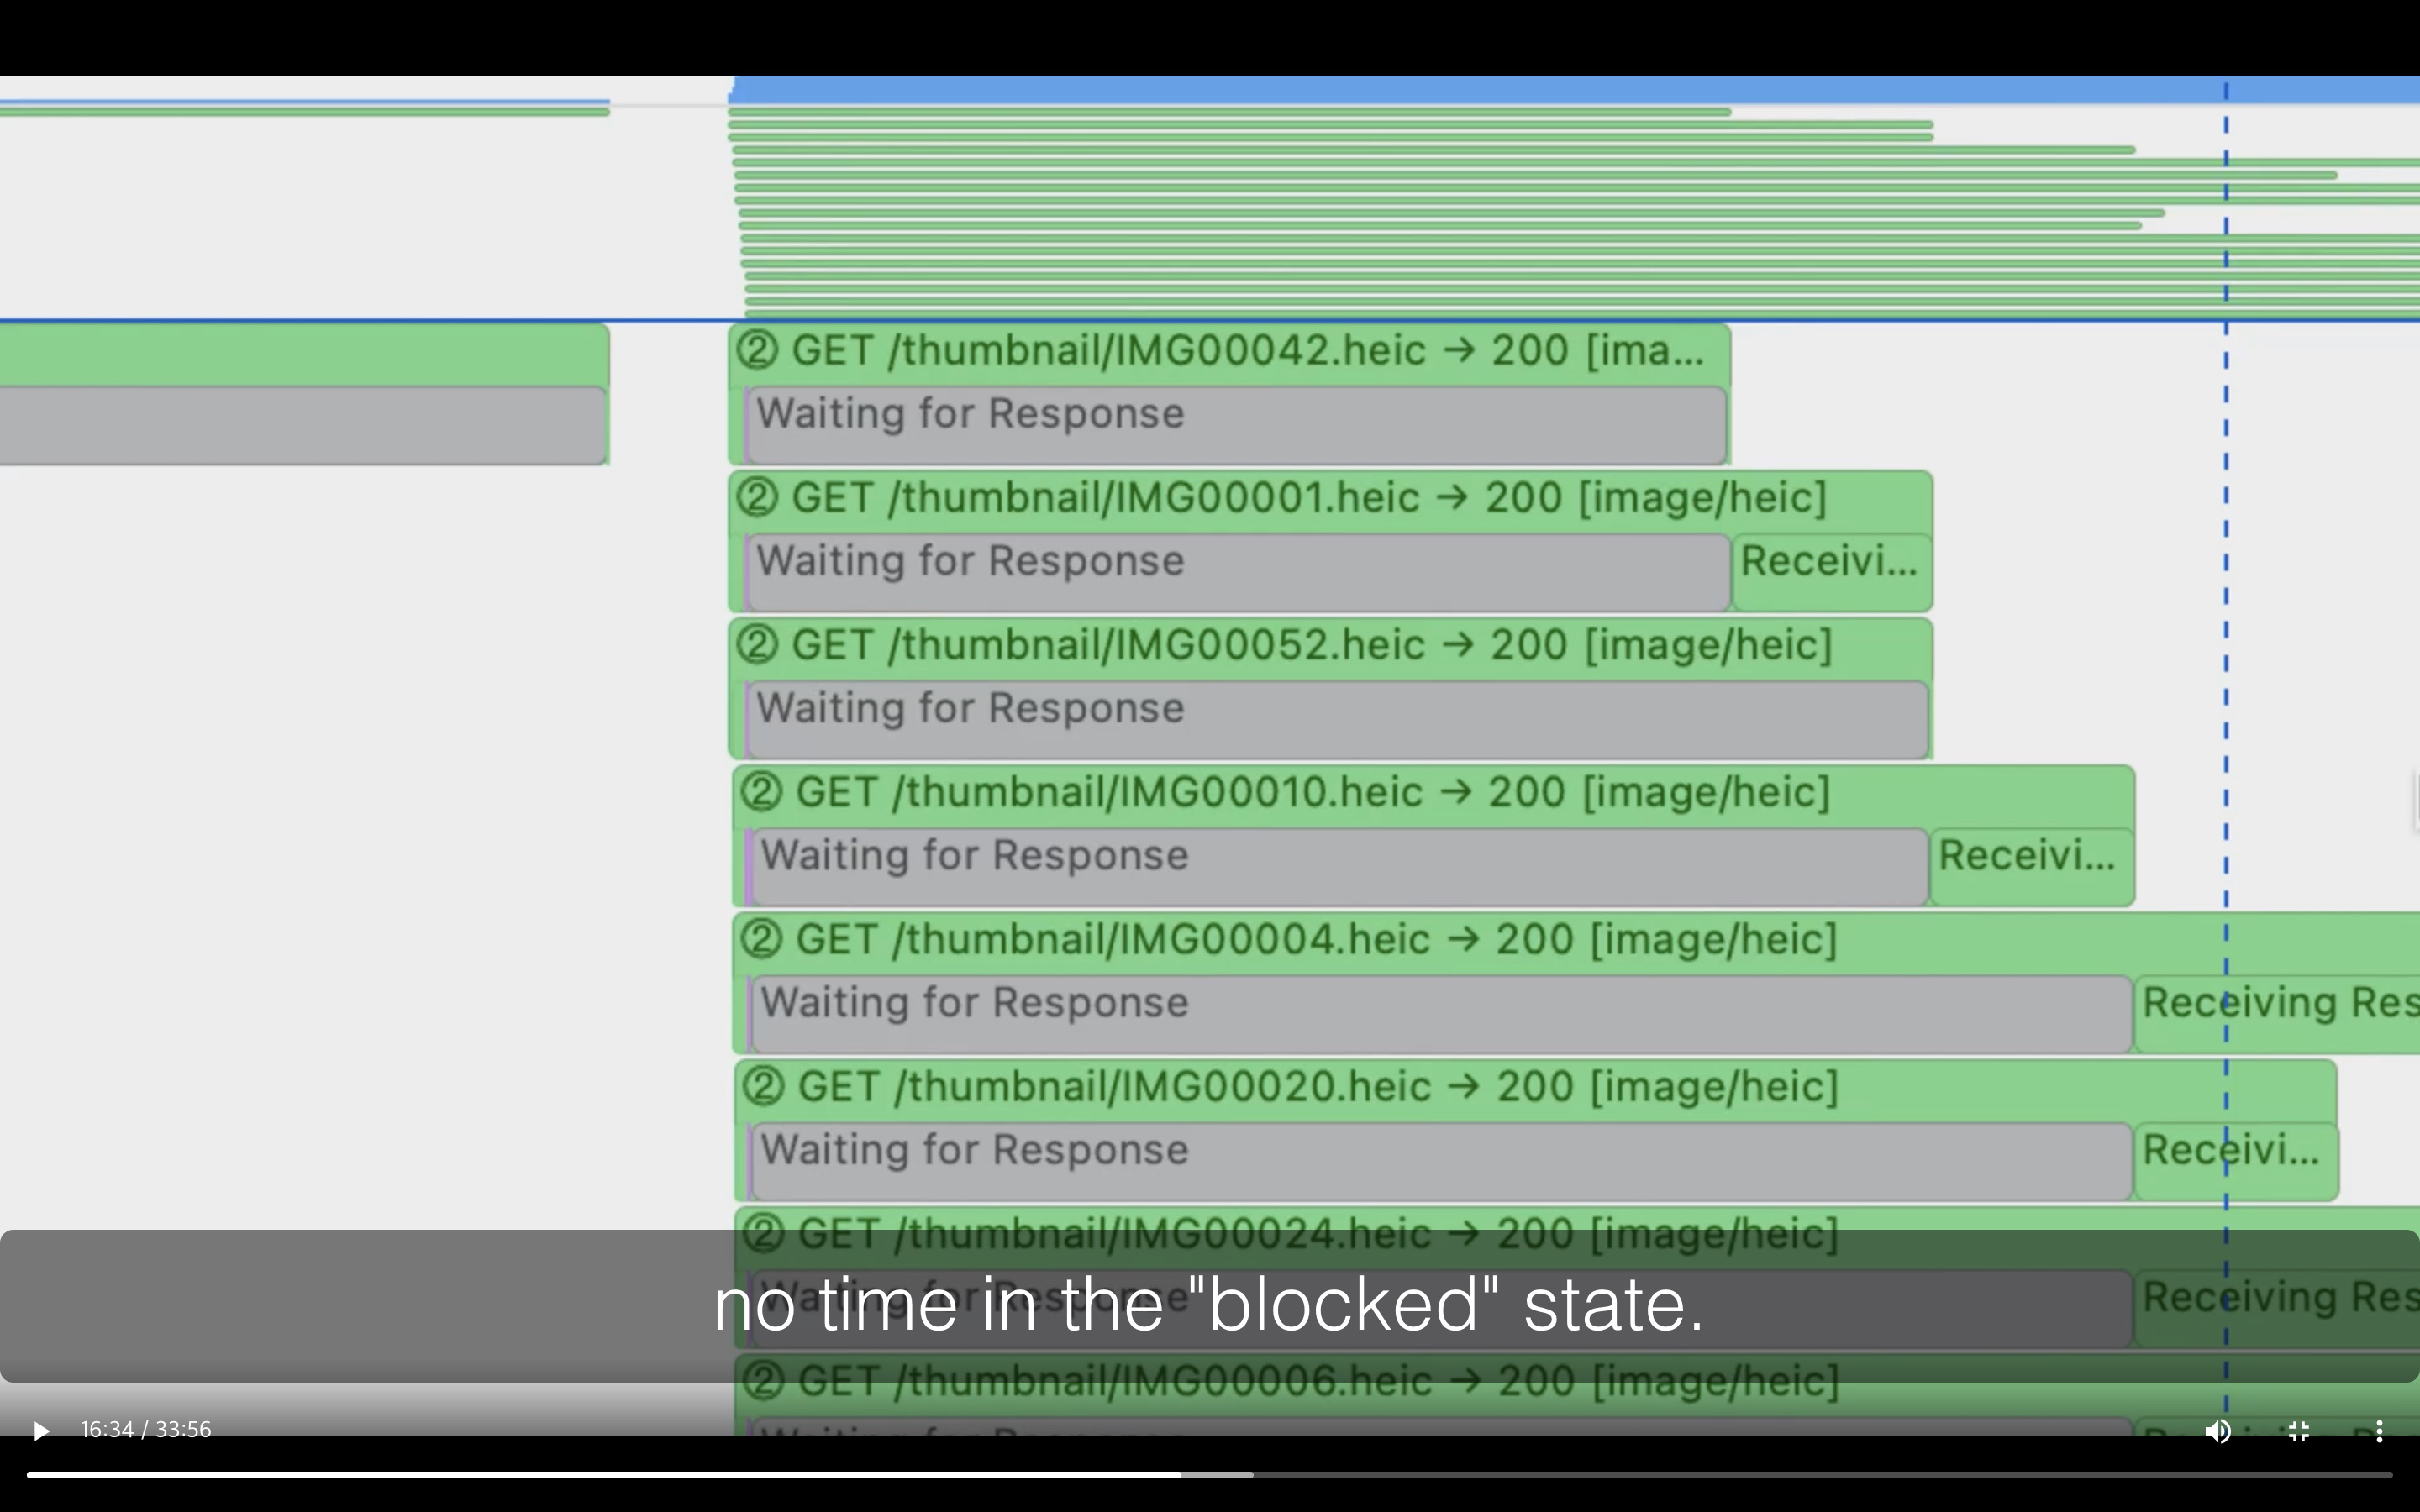 ② GET /thumbnail/IMG00042.heic → 200 [ima...
Waiting for Response
② GET /thumbnail/IMG00001.heic → 200 [image/heic]
Waiting for Response Receivi...
② GET /thumbnail/IMG00052.heic → 200 [image/heic]
Waiting for Response
② GET /thumbnail/IMG00010.heic → 200 [image/heic]
Waiting for Response Receivi...
② GET /thumbnail/IMG00004.heic → 200 [image/heic]
Waiting for Response Receiving Res
② GET /thumbnail/IMG00020.heic → 200 [image/heic]
Waiting for Response Receivi...
② GET /thumbnail/IMG00024.heic → 200 [image/heic]
Waiting for Response Receiving Res
no time in the "blocked" state.
② GET /thumbnail/IMG00006.heic → 200 [image/heic]
16:34 / 33:56